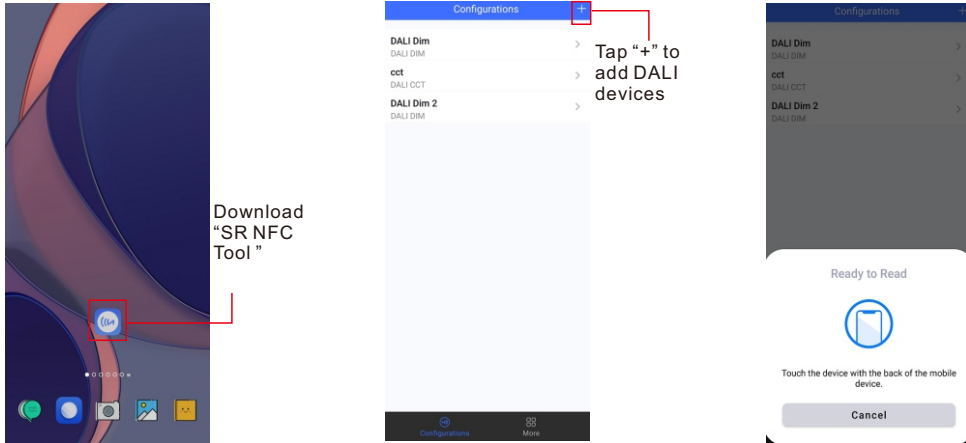 Download
“SR NFC
Tool ”
Configurations +
DALI Dim
DALI DIM
cct
DALI CCT
DALI Dim 2
DALI DIM
Configurations
More
Tap “+” to
add DALI
devices
Configurations +
DALI Dim
DALI DIM
cct
DALI CCT
DALI Dim 2
DALI DIM
Ready to Read
Touch the device with the back of the mobile
device.
Cancel